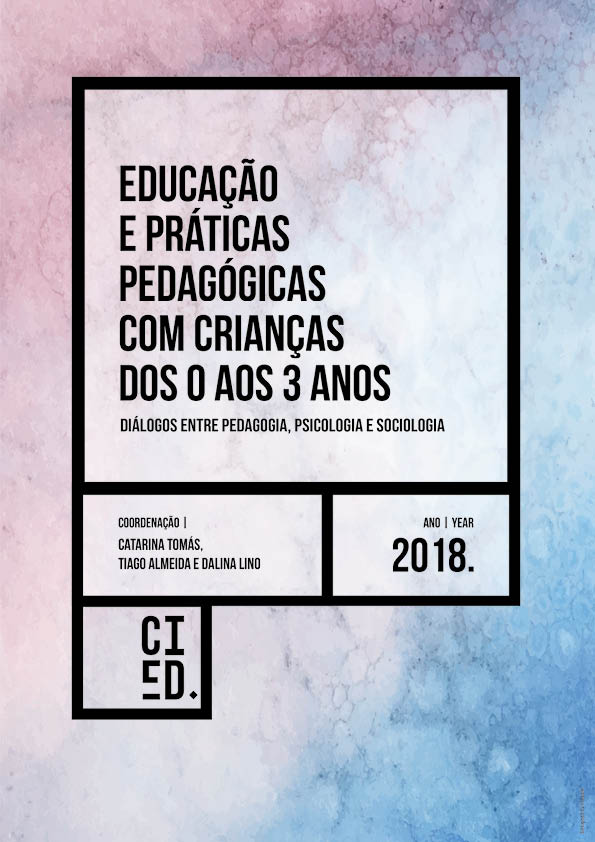 EDUCAÇÃO
E PRÁTICAS
PEDAGÓGICAS
COM CRIANÇAS
DOS 0 AOS 3 ANOS
DIÁLOGOS ENTRE PEDAGOGIA, PSICOLOGIA E SOCIOLOGIA
COORDENAÇÃO |
CATARINA TOMÁS,
TIAGO ALMEIDA E DALINA LINO
ANO | YEAR
2018.
CI
ED.